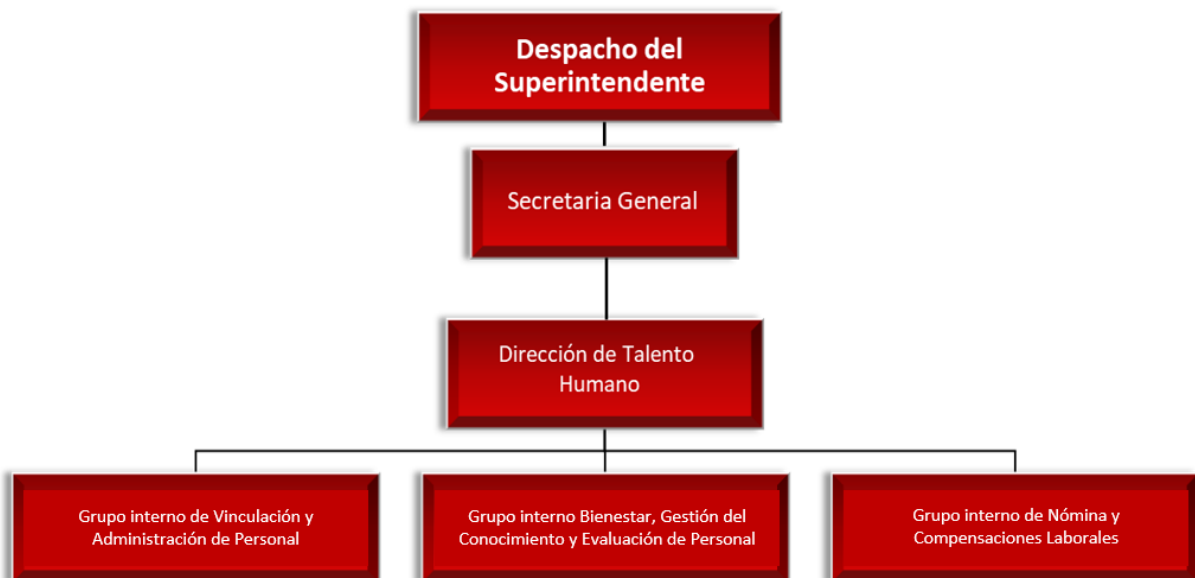 Despacho del
Superintendente
Secretaria General
Dirección de Talento
Humano
Grupo interno de Vinculación y
Administración de Personal
Grupo interno Bienestar, Gestión del
Conocimiento y Evaluación de Personal
Grupo interno de Nómina y
Compensaciones Laborales